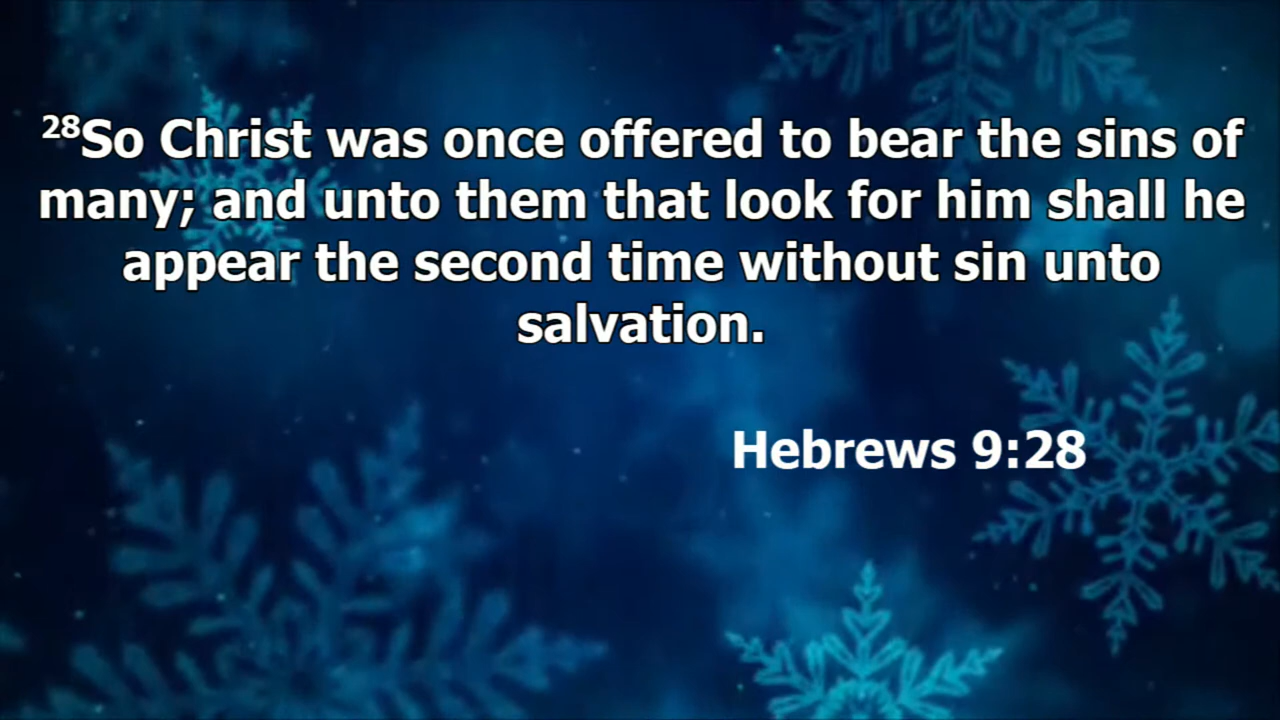 28So Christ was once offered to bear the sins of
many; and unto them that look for him shall he
appear the second time without sin unto
salvation.
Hebrews 9:28